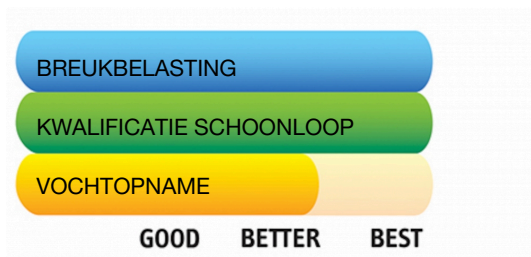 BREUKBELASTING
KWALIFICATIE SCHOONLOOP
VOCHTOPNAME
GOOD BETTER BEST